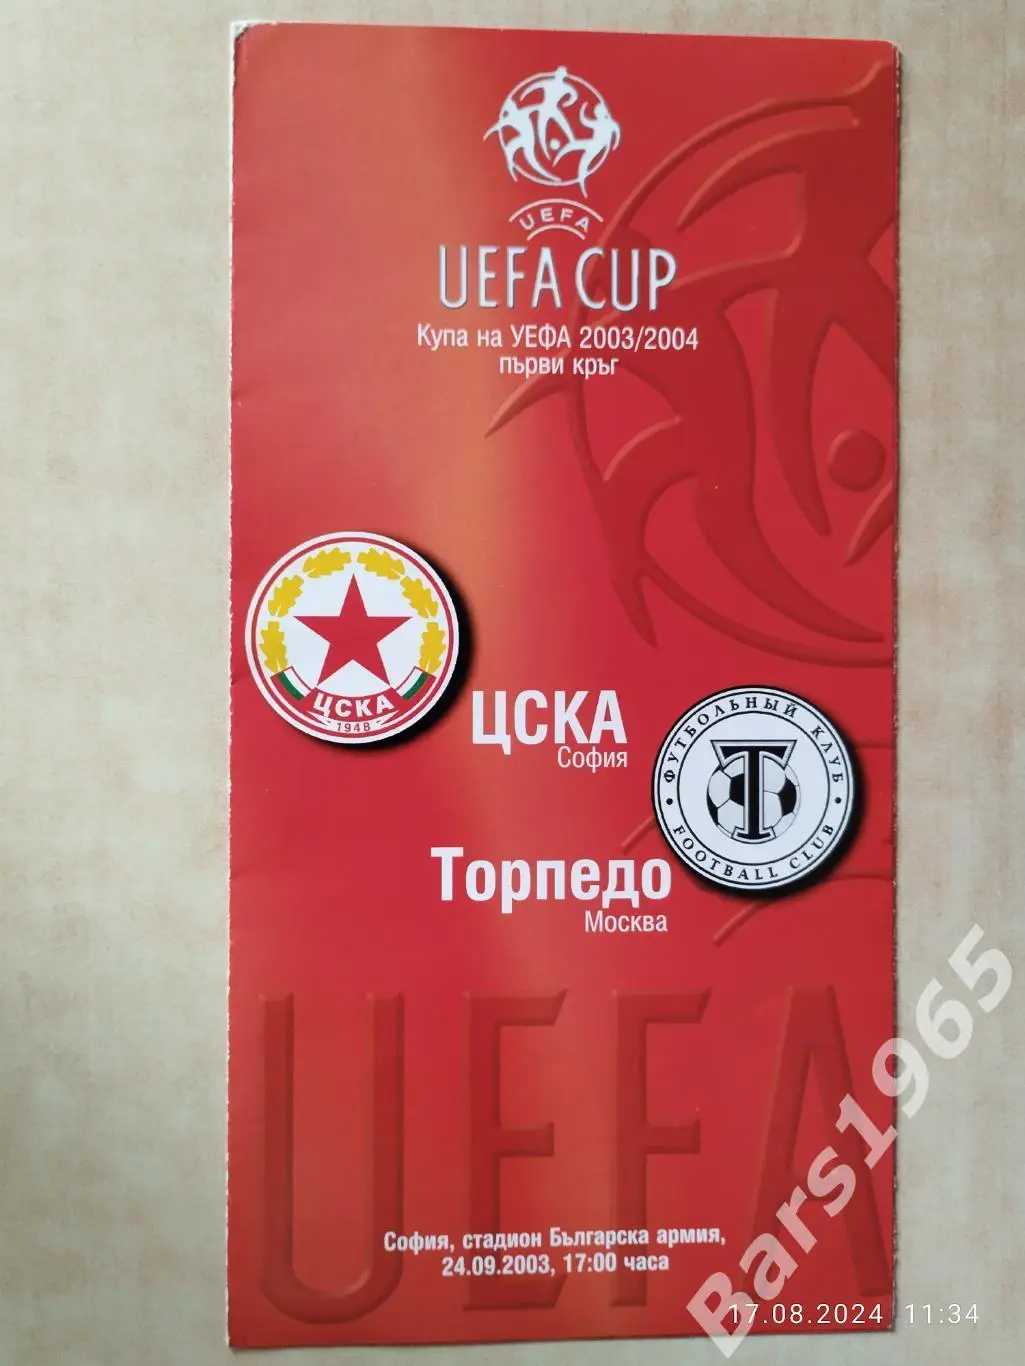 UEFA
UEFA CUP
Купа на УЕФА 2003/2004
първи кръг
ЦСКА
1948
ЦСКА
София
ФУТБОЛЬНЫЙ КЛУБ
T
FOOTBALL CLUB
Торпедо
Москва
UEFA
София, стадион Българска армия,
24.09.2003, 17:00 часа
Bars1965
17.08.2024 11:34